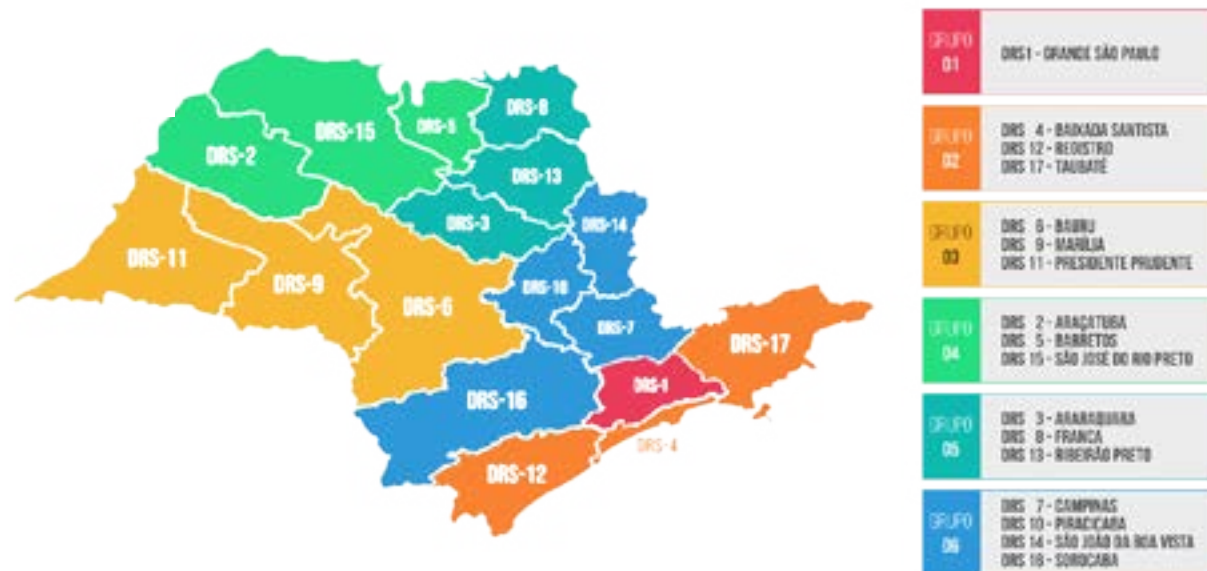 DRS-8
DRS-15
DRS-5
DRS-2
DRS-13
DRS-3
DRS-14
DRS-11
DRS-9
DRS-6
DRS-10
DRS-7
DRS-17
DRS-1
DRS-16
DRS-4
DRS-12
GRUPO
01
DRS1 - GRANDE SÃO PAULO
GRUPO
02
DRS 4 - BAIXADA SANTISTA
DRS 12 - REGISTRO
DRS 17 - TAUBATÉ
GRUPO
03
DRS 6 - BAURU
DRS 9 - MARÍLIA
DRS 11 - PRESIDENTE PRUDENTE
GRUPO
04
DRS 2 - ARAÇATUBA
DRS 5 - BARRETOS
DRS 15 - SÃO JOSÉ DO RIO PRETO
GRUPO
05
DRS 3 - ARARAQUARA
DRS 8 - FRANCA
DRS 13 - RIBEIRÃO PRETO
GRUPO
06
DRS 7 - CAMPINAS
DRS 10 - PIRACICABA
DRS 14 - SÃO JOÃO DA BOA VISTA
DRS 16 - SOROCABA